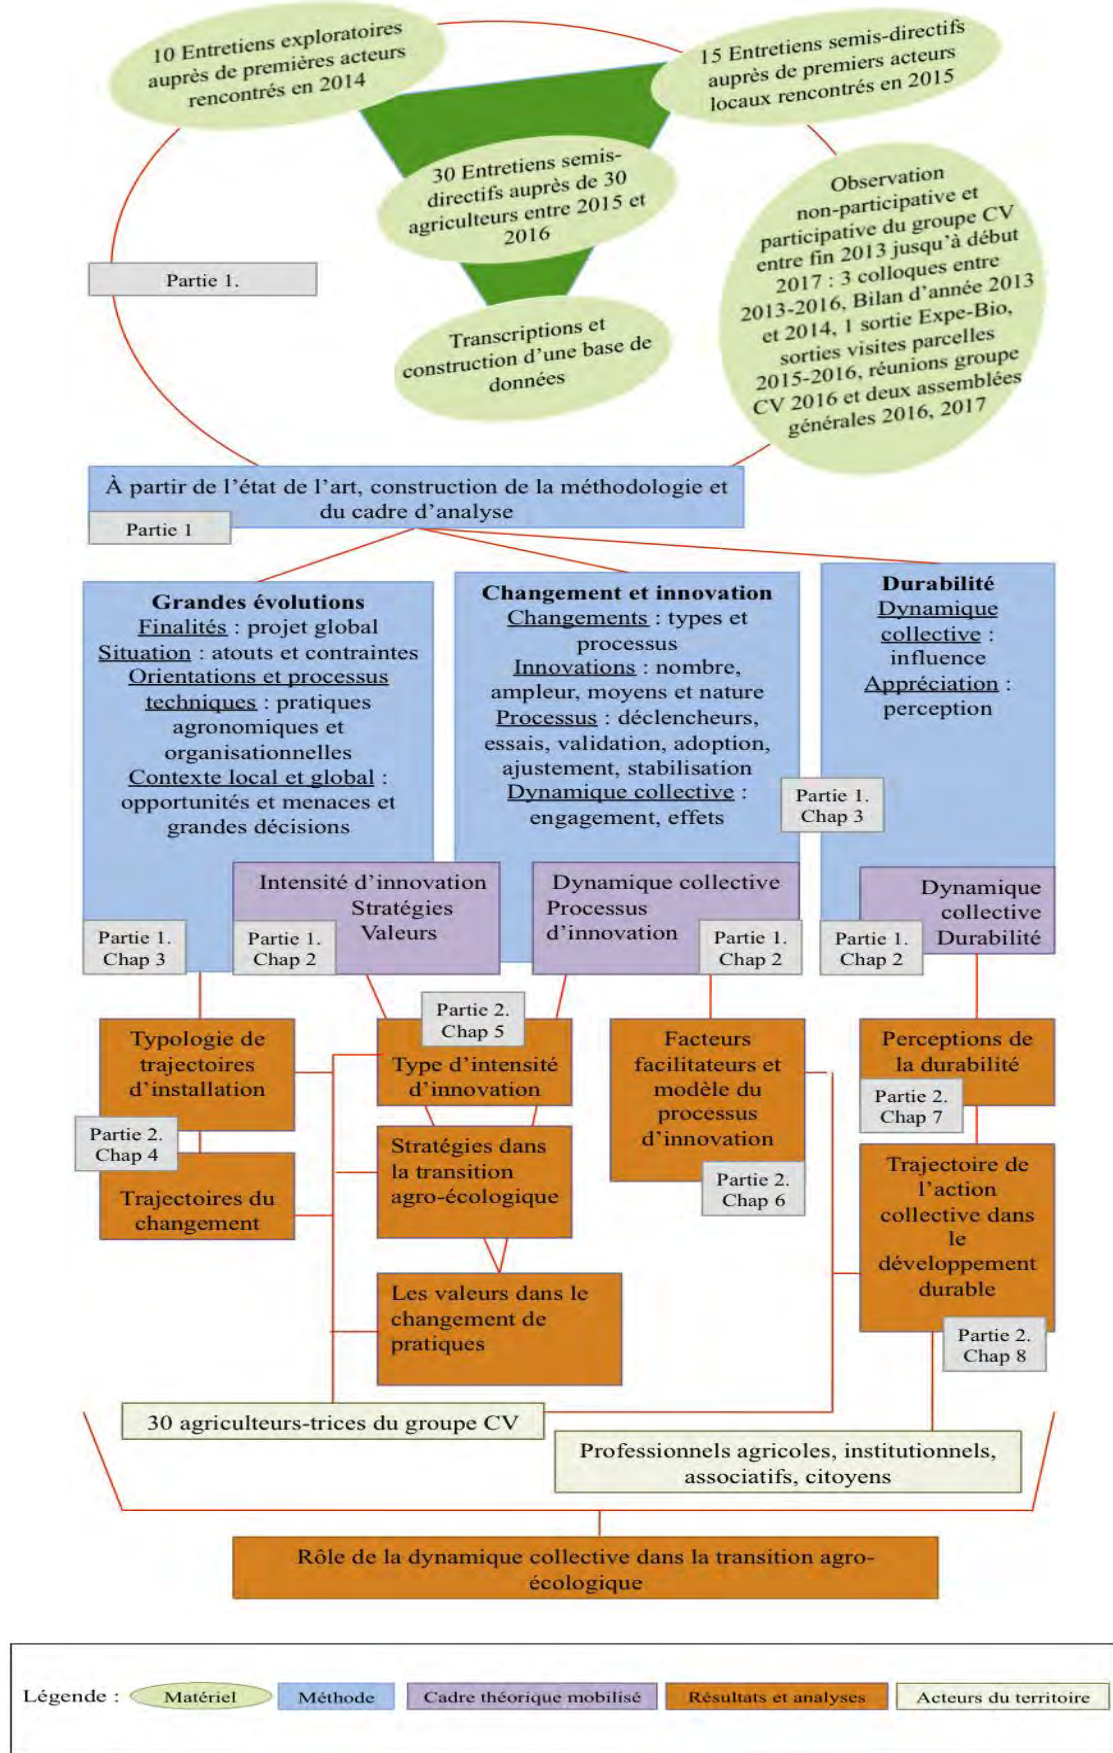 10 Entretiens exploratoires
auprès de premières acteurs
rencontrés en 2014
15 Entretiens semis-directifs
auprès de premiers acteurs
locaux rencontrés en 2015
30 Entretiens semis-
directifs auprès de 30
agriculteurs entre 2015 et
2016
Observation
non-participative et
participative du groupe CV
entre fin 2013 jusqu'à début
2017 : 3 colloques entre
2013-2016, Bilan d'année 2013
et 2014, 1 sortie Expe-Bio,
sorties visites parcelles
2015-2016, réunions groupe
CV 2016 et deux assemblées
générales 2016, 2017
Partie 1.
Transcriptions et
construction d'une base de
données
À partir de l'état de l'art, construction de la méthodologie et
du cadre d'analyse
Partie 1
Grandes évolutions
Finalités : projet global
Situation : atouts et contraintes
Orientations et processus
techniques : pratiques
agronomiques et
organisationnelles
Contexte local et global :
opportunités et menaces et
grandes décisions
Changement et innovation
Changements : types et
processus
Innovations : nombre,
ampleur, moyens et nature
Processus : déclencheurs,
essais, validation, adoption,
ajustement, stabilisation
Dynamique collective :
engagement, effets
Durabilité
Dynamique
collective :
influence
Appréciation :
perception
Partie 1.
Chap 3
Intensité d'innovation
Stratégies
Valeurs
Dynamique collective
Processus
d'innovation
Dynamique
collective
Durabilité
Partie 1.
Chap 3
Partie 1.
Chap 2
Partie 1.
Chap 2
Partie 1.
Chap 2
Typologie de
trajectoires
d'installation
Partie 2.
Chap 4
Trajectoires du
changement
Partie 2.
Chap 5
Type d'intensité
d'innovation
Stratégies dans
la transition
agro-écologique
Les valeurs dans le
changement de
pratiques
Facteurs
facilitateurs et
modèle du
processus
d'innovation
Partie 2.
Chap 6
Perceptions de
la durabilité
Partie 2.
Chap 7
Trajectoire de
l'action
collective dans
le
développement
durable
Partie 2.
Chap 8
30 agriculteurs-trices du groupe CV
Professionnels agricoles, institutionnels,
associatifs, citoyens
Rôle de la dynamique collective dans la transition agro-
écologique
Légende : Matériel Méthode Cadre théorique mobilisé Résultats et analyses Acteurs du territoire